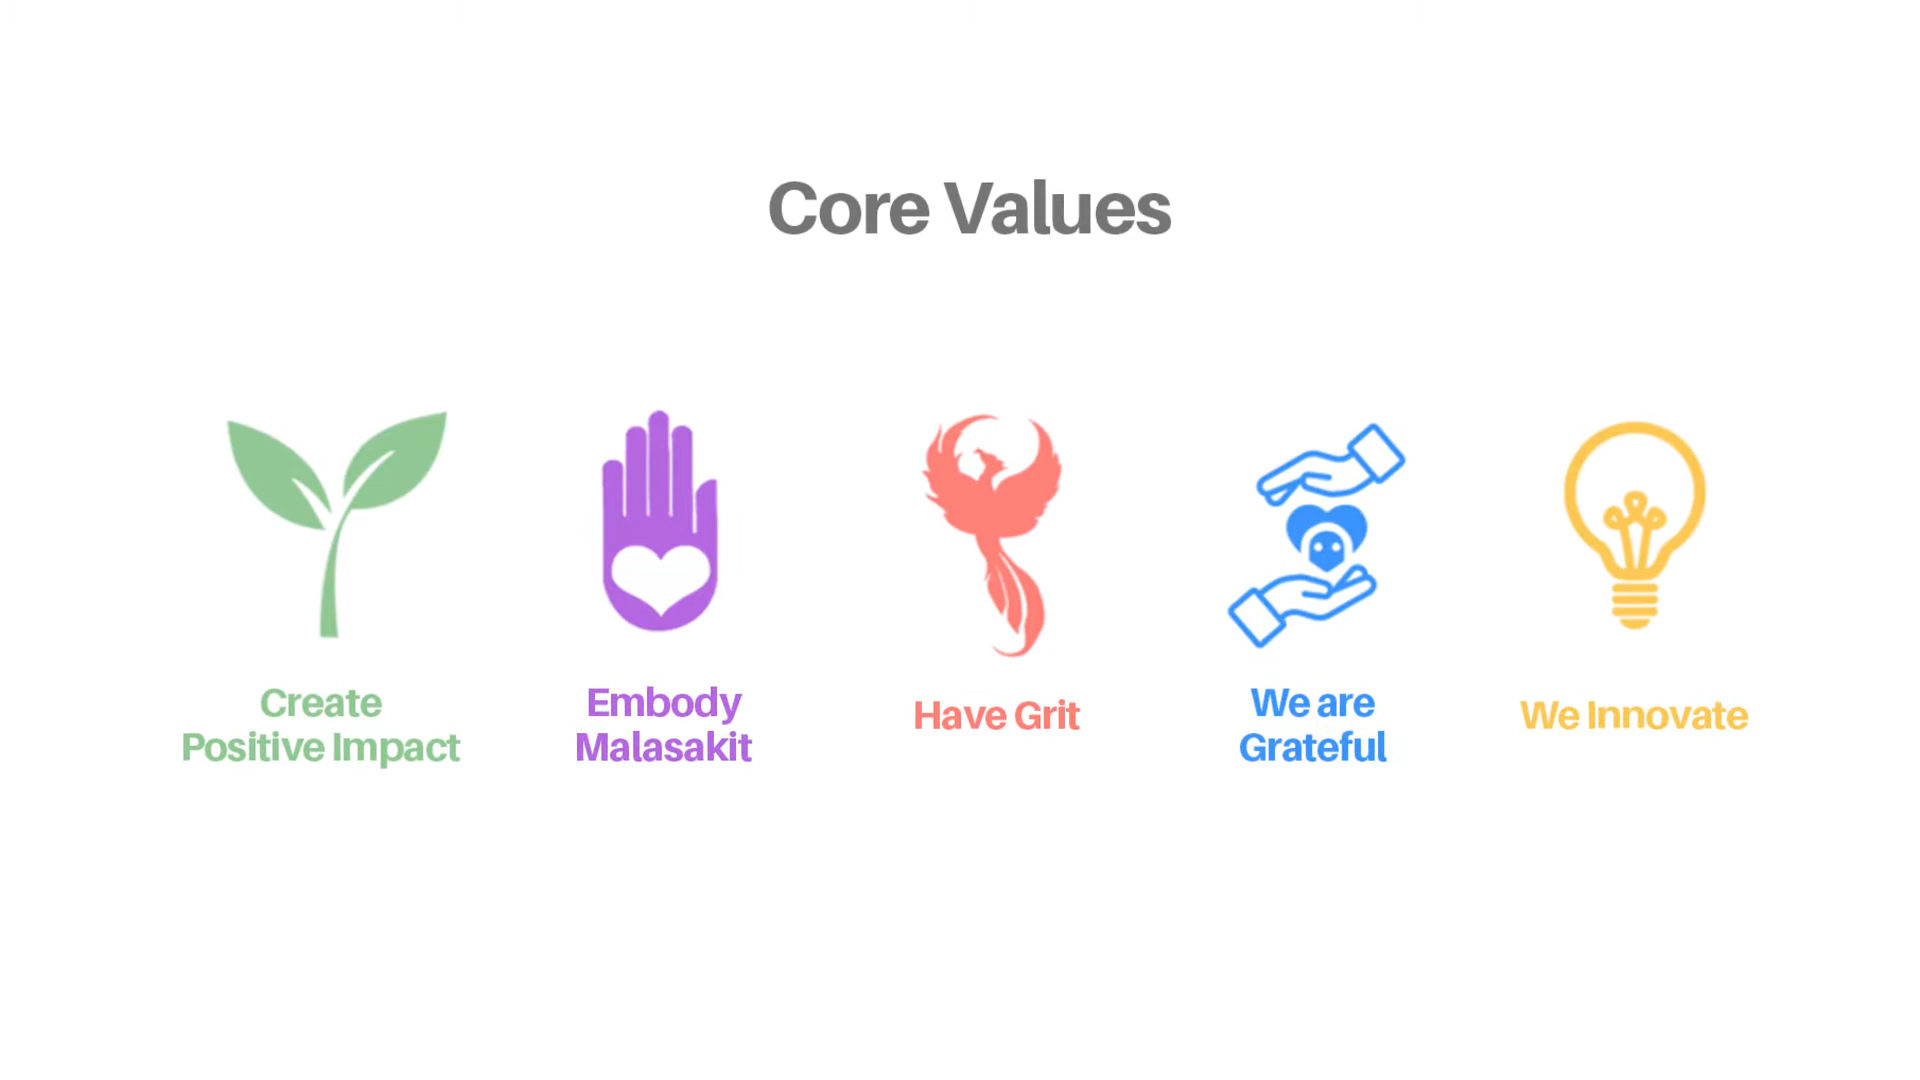 Core Values
Create
Positive Impact
Embody
Malasakit
Have Grit
We are
Grateful
We Innovate